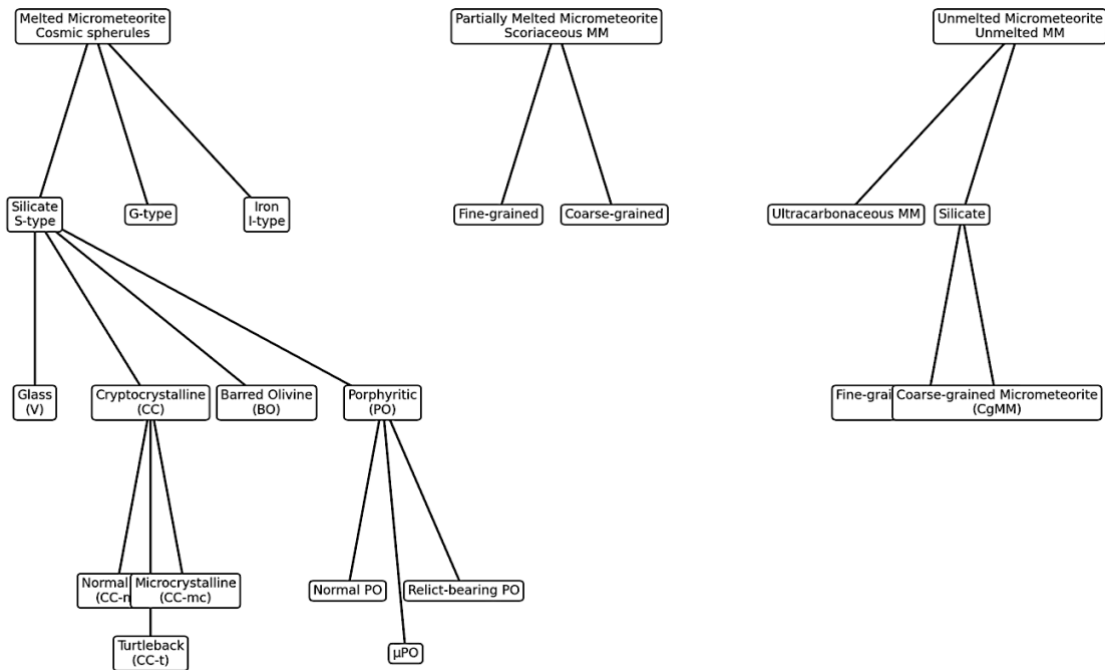 Melted Micrometeorite
Cosmic spherules
Partially Melted Micrometeorite
Scoriaceous MM
Unmelted Micrometeorite
Unmelted MM
Silicate
S-type
G-type
Iron
I-type
Fine-grained
Coarse-grained
Ultracarbonaceous MM
Silicate
Glass
(V)
Cryptocrystalline
(CC)
Barred Olivine
(BO)
Porphyritic
(PO)
Coarse-grained Micrometeorite
(CgMM)
Normal
Microcrystalline
(CC-mc)
Turtleback
(CC-t)
Normal PO
Relict-bearing PO
μPO